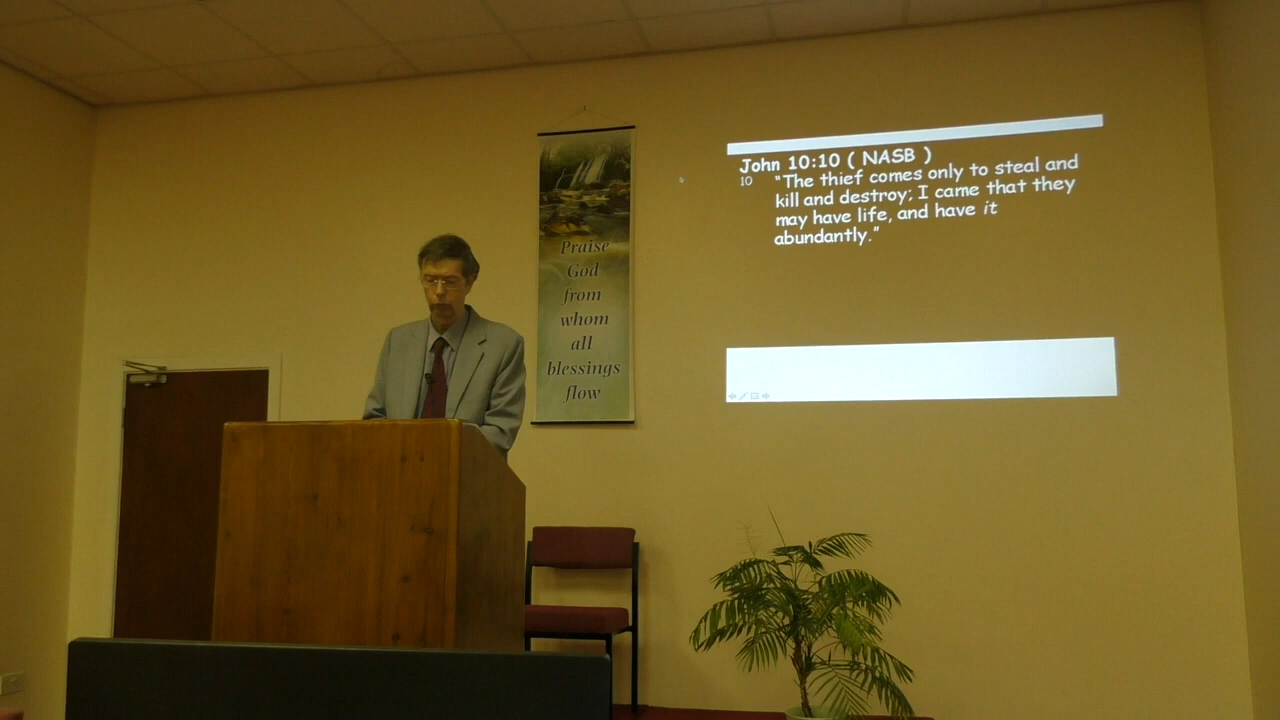 Praise
God
from
whom
all
blessings
flow
John 10:10 ( NASB )
10 "The thief comes only to steal and
kill and destroy; I came that they
may have life, and have it
abundantly."